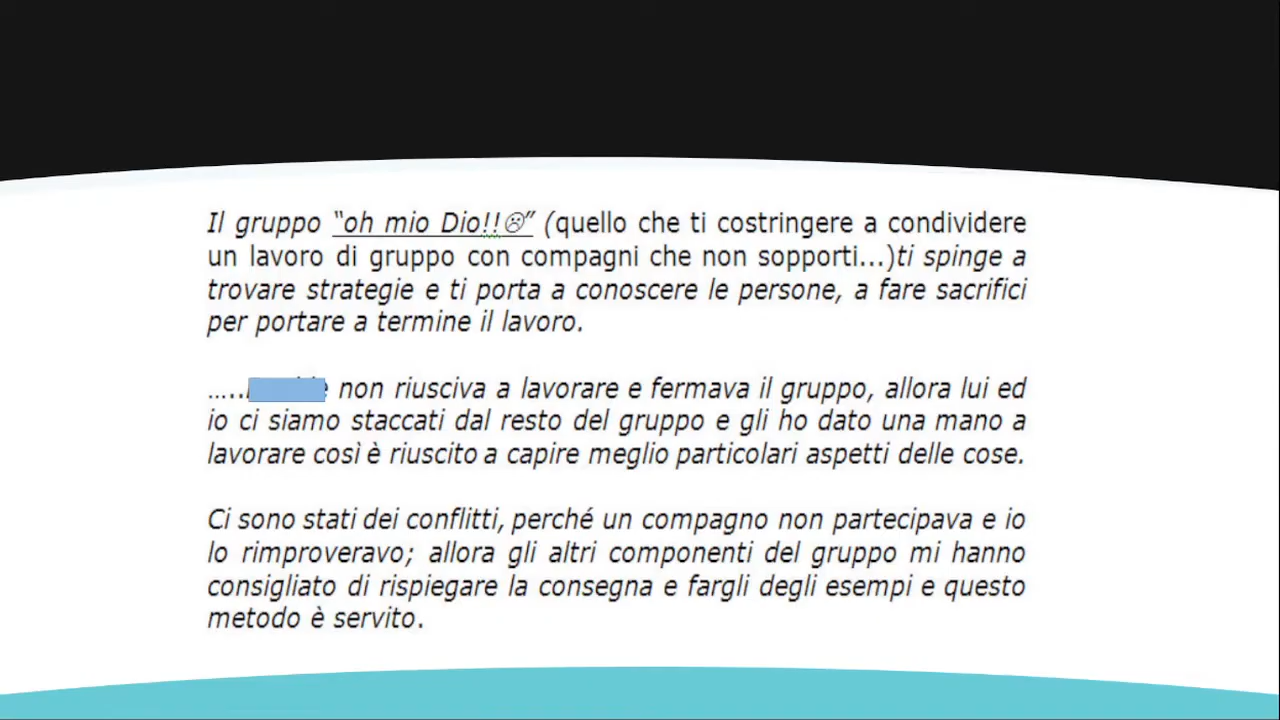 Il gruppo “oh mio Dio!!☹” (quello che ti costringere a condividere
un lavoro di gruppo con compagni che non sopporti...)ti spinge a
trovare strategie e ti porta a conoscere le persone, a fare sacrifici
per portare a termine il lavoro.
….. non riusciva a lavorare e fermava il gruppo, allora lui ed
io ci siamo staccati dal resto del gruppo e gli ho dato una mano a
lavorare così è riuscito a capire meglio particolari aspetti delle cose.
Ci sono stati dei conflitti, perché un compagno non partecipava e io
lo rimproveravo; allora gli altri componenti del gruppo mi hanno
consigliato di rispiegare la consegna e fargli degli esempi e questo
metodo è servito.